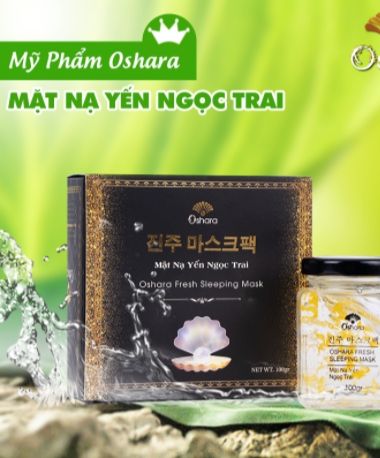 Mỹ Phẩm Oshara
MẶT NẠ YẾN NGỌC TRAI
Oshara
진주 마스크팩
Mặt Nạ Yến Ngọc Trai
Oshara Fresh Sleeping Mask
NET WT. 100gr
Oshara
진주 마스크팩
OSHARA FRESH
SLEEPING MASK
Mặt Nạ Yến
Ngọc Trai
100gr